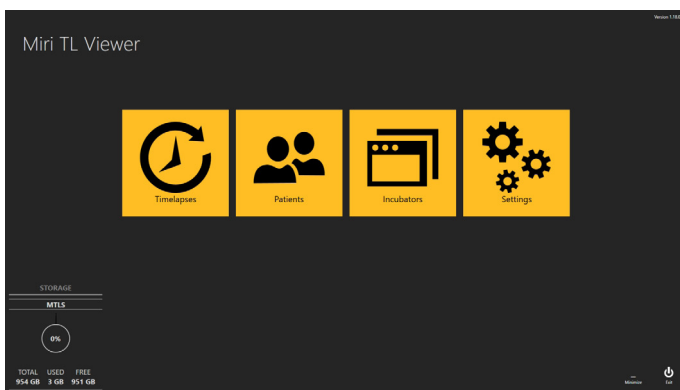 Version 1.18.0
Miri TL Viewer
Timelapses
Patients
Incubators
Settings
STORAGE
MTLS
0%
TOTAL USED FREE
954 GB 3 GB 951 GB
Minimize
Exit